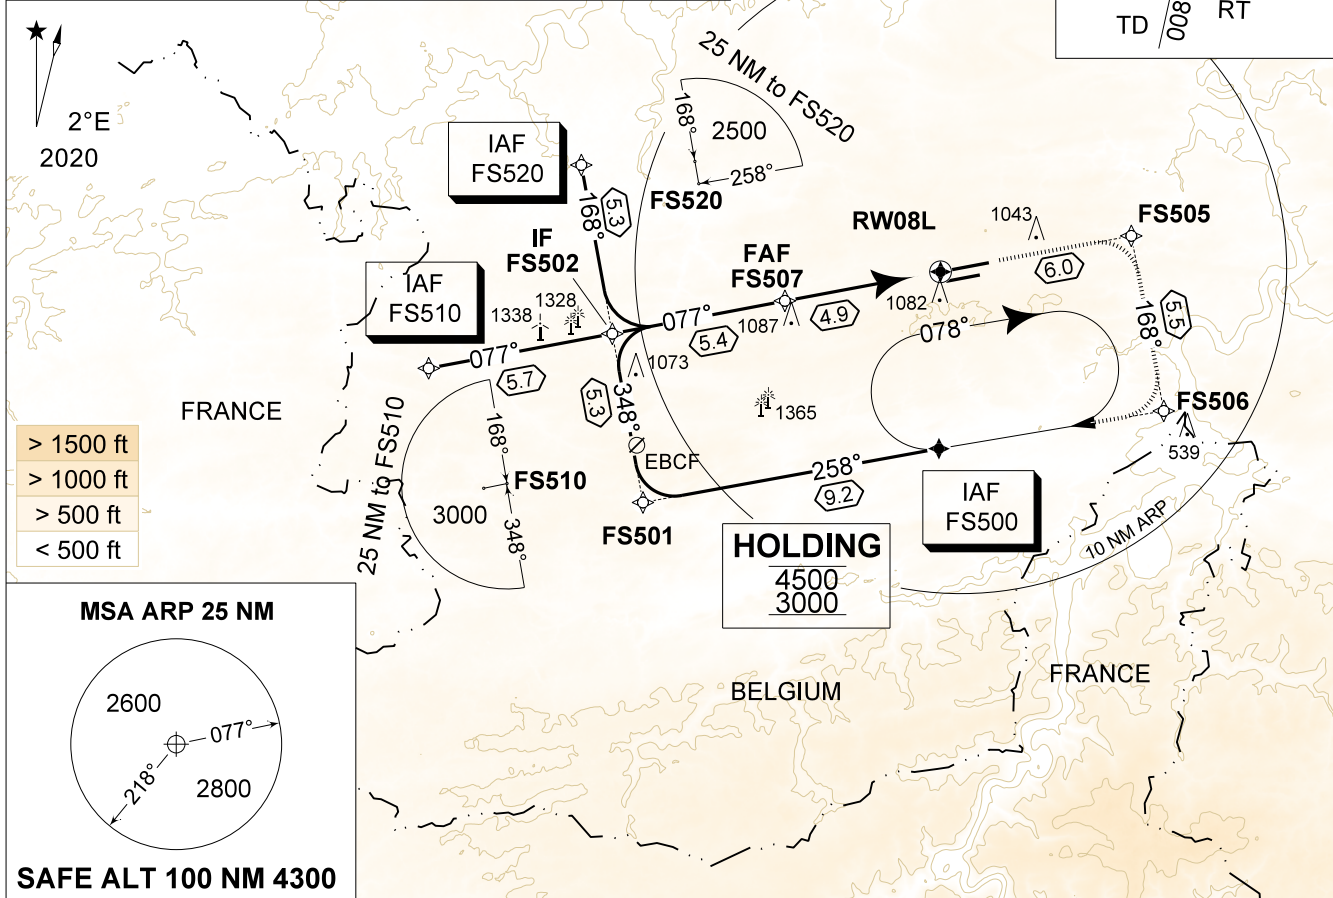 TD
800
RT
2°E
2020
25 NM to FS520
168°
2500
258°
FS520
IAF
FS520
168°
5.3
IF
FS502
IAF
FS510
1338
1328
077°
5.7
077°
5.4
FAF
FS507
1087
4.9
RW08L
1082
1043
6.0
FS505
168°
5.5
FS506
539
078°
1073
5.3
348°
EBCF
1365
258°
9.2
FS501
IAF
FS500
10 NM ARP
FRANCE
> 1500 ft
> 1000 ft
> 500 ft
< 500 ft
25 NM to FS510
168°
FS510
3000
348°
HOLDING
4500
3000
BELGIUM
FRANCE
MSA ARP 25 NM
2600
077°
218°
2800
SAFE ALT 100 NM 4300